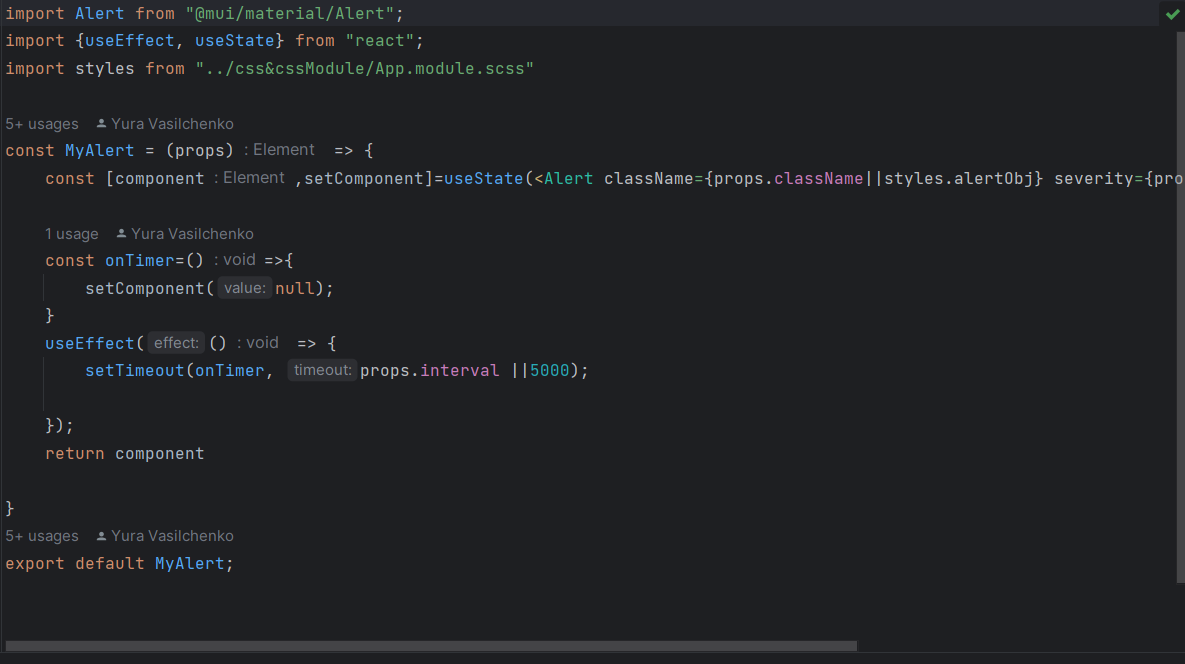 import Alert from "@mui/material/Alert";
import {useEffect, useState} from "react";
import styles from "../css&cssModule/App.module.scss"
5+ usages Yura Vasilchenko
const MyAlert = (props) : Element => {
const [component : Element ,setComponent]=useState(<Alert className={props.className||styles.alertObj} severity={pro
1 usage Yura Vasilchenko
const onTimer=() : void =>{
setComponent( value: null);
}
useEffect( effect: () : void => {
setTimeout(onTimer, timeout: props.interval ||5000);
});
return component
}
5+ usages Yura Vasilchenko
export default MyAlert;